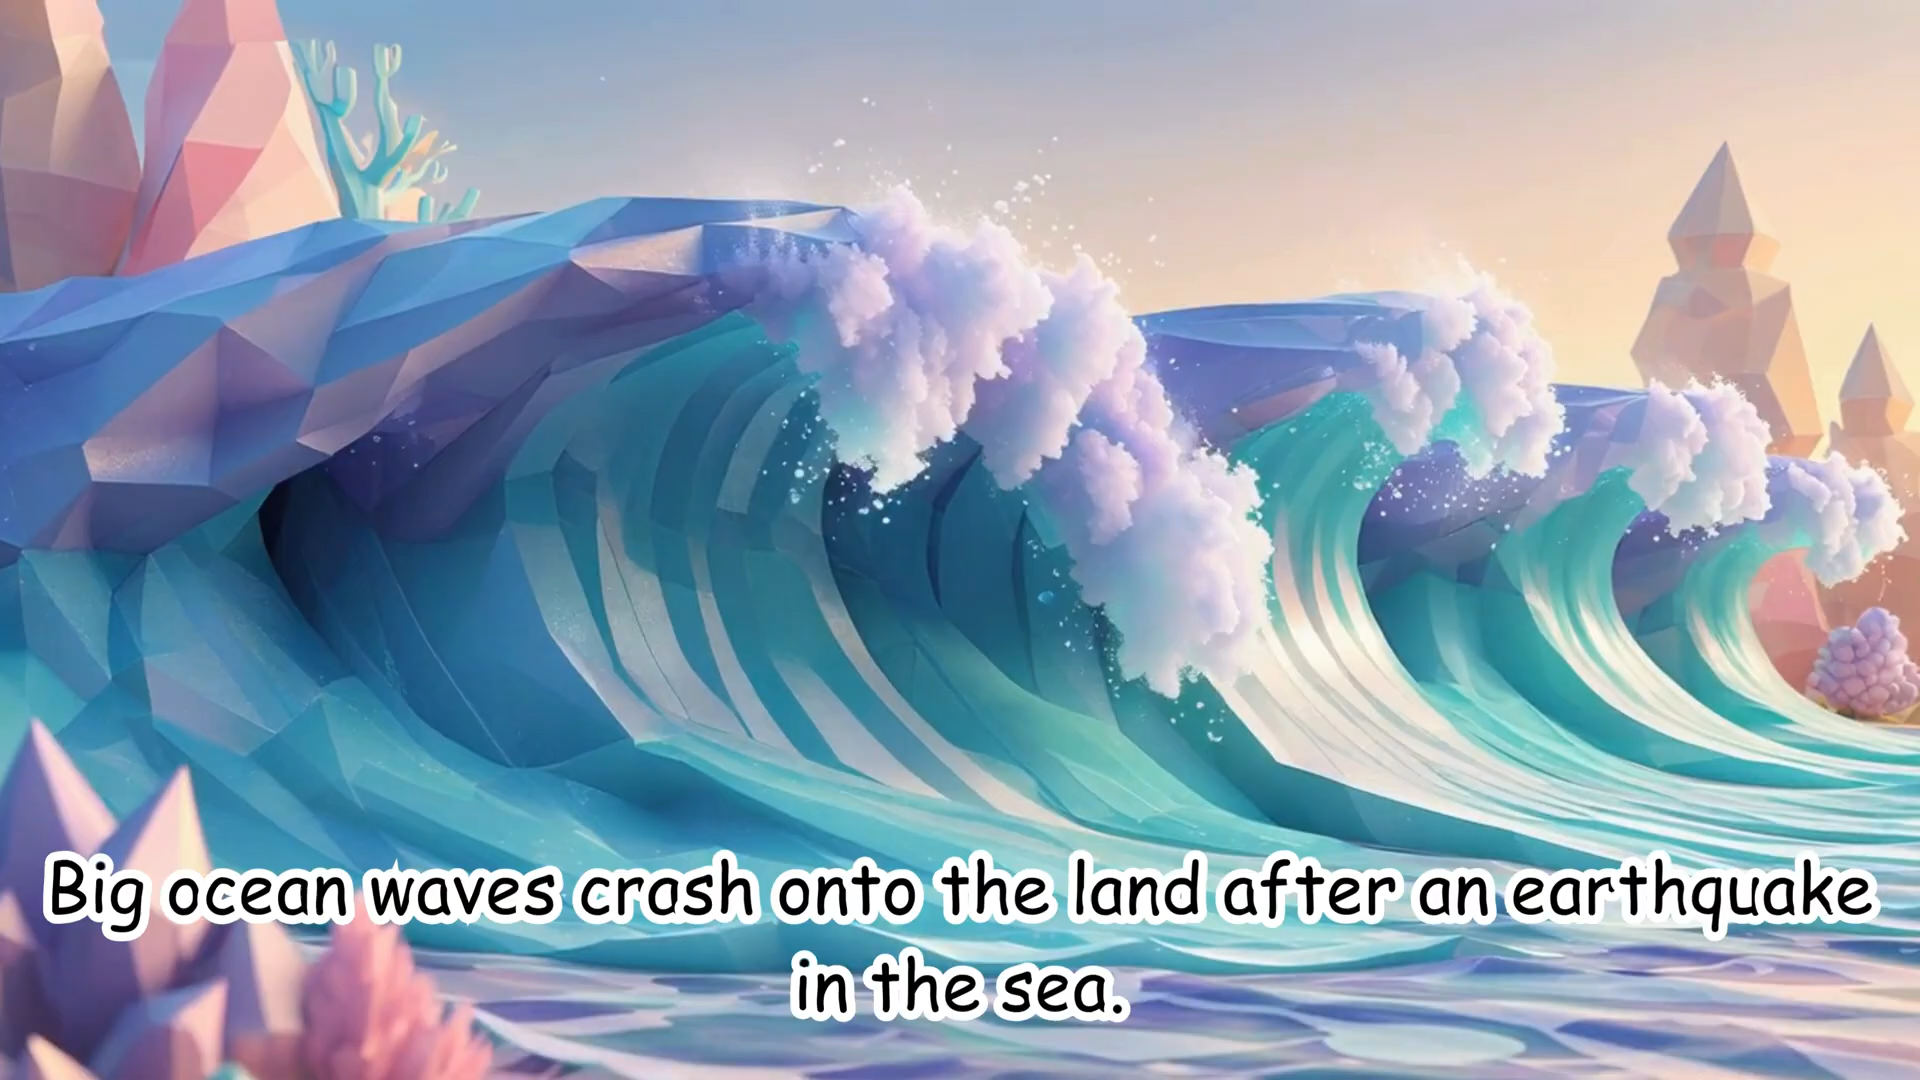 Big ocean waves crash onto the land after an earthquake
in the sea.